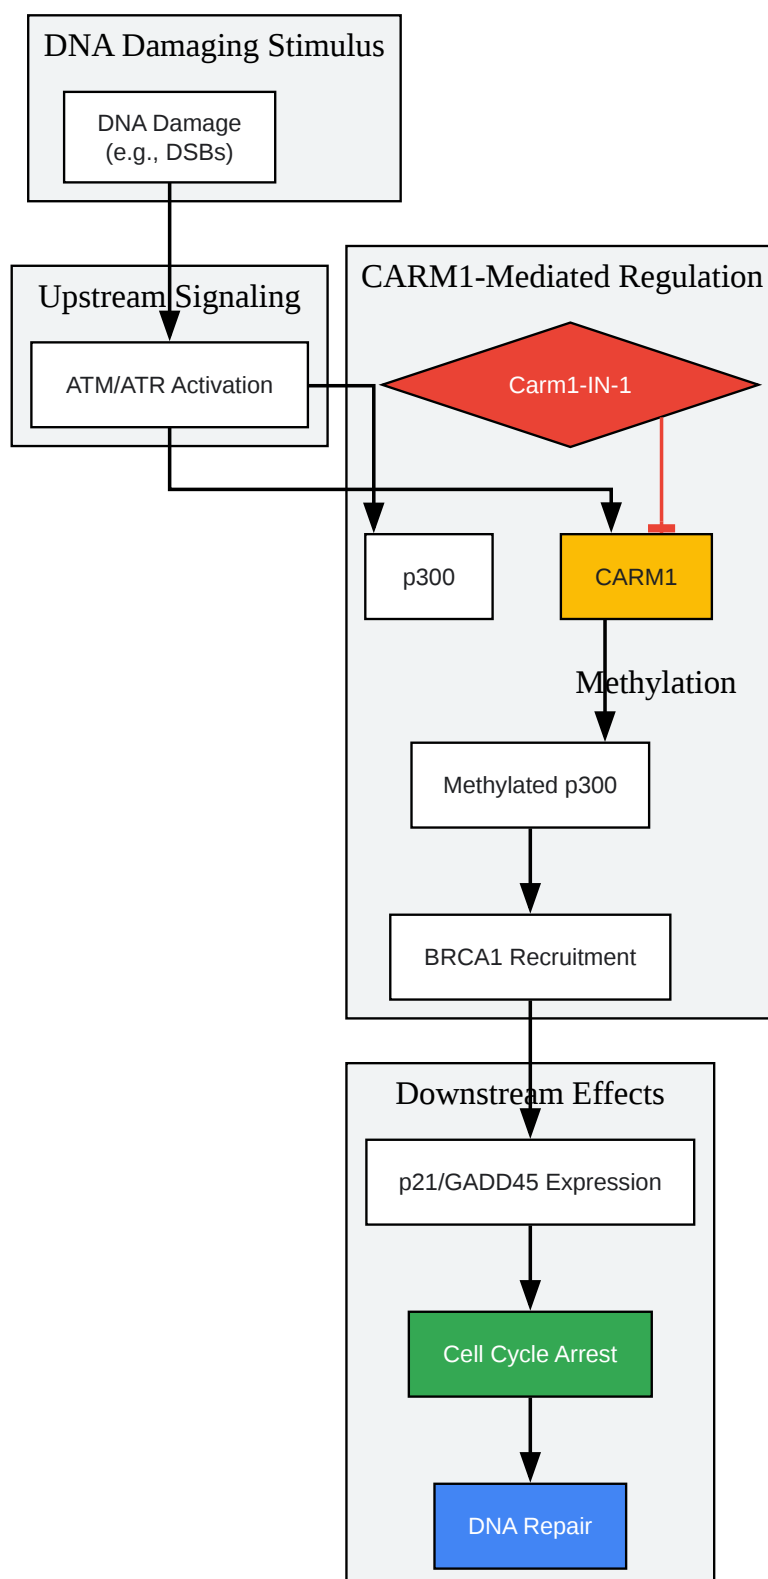 DNA Damaging Stimulus
DNA Damage
(e.g., DSBs)
Upstream Signaling
ATM/ATR Activation
CARM1-Mediated Regulation
Carm1-IN-1
p300
CARM1
Methylation
Methylated p300
BRCA1 Recruitment
Downstream Effects
p21/GADD45 Expression
Cell Cycle Arrest
DNA Repair